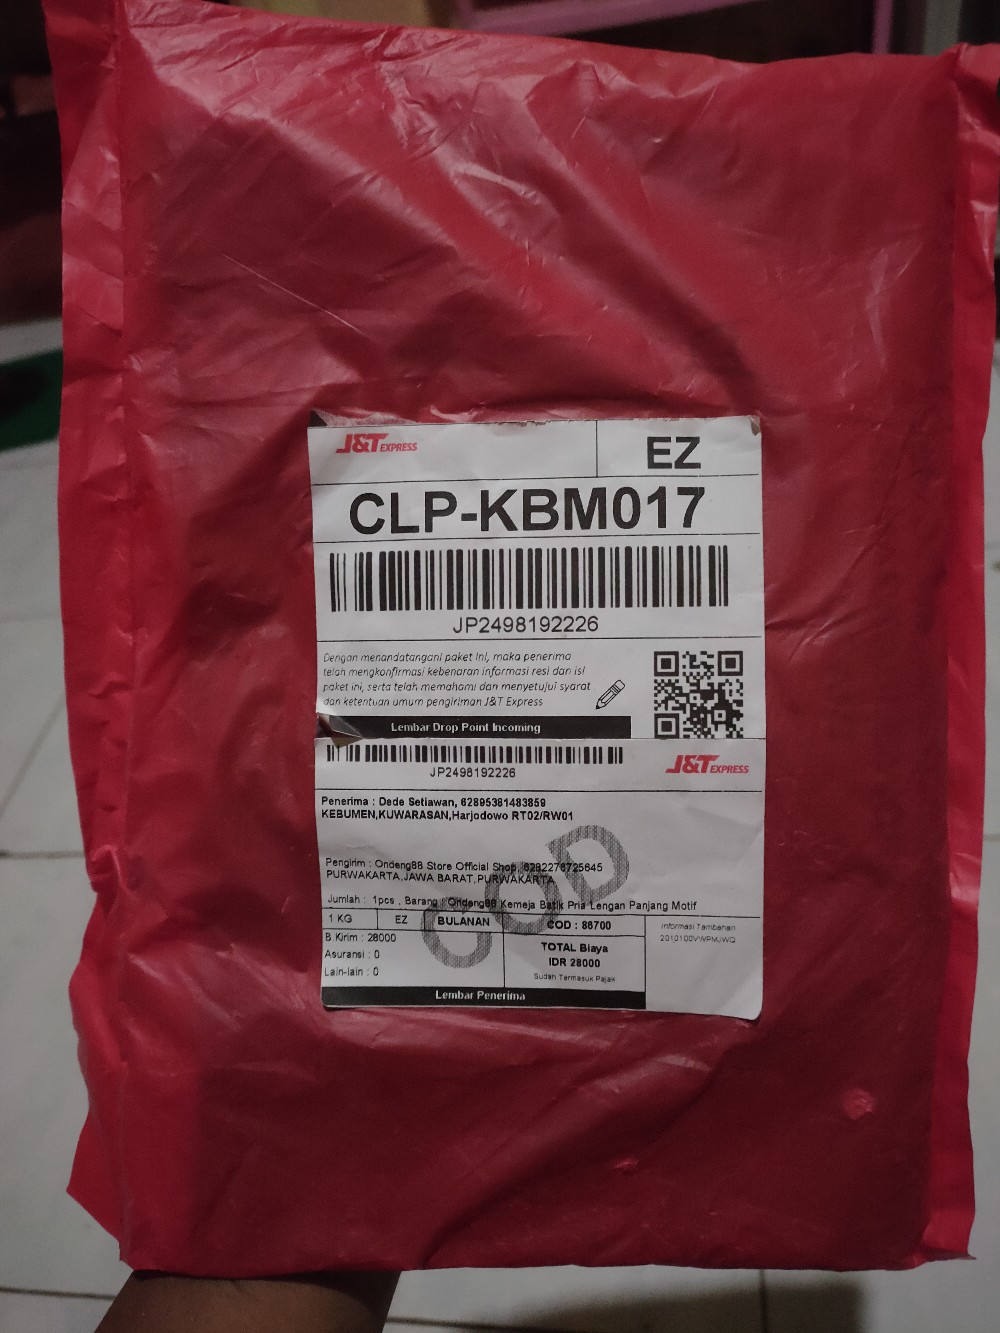 J&T EXPRESS
EZ
CLP-KBM017
JP2498192226
Dengan menandatangani paket ini, maka penerima
telah mengkonfirmasi kebenaran informasi resi dan isi
paket ini, serta telah memahami dan menyetujui syarat
dan ketentuan umum pengiriman J&T Express
Lembar Drop Point Incoming
JP2498192226
J&T EXPRESS
Penerima : Dede Setiawan, 62895381483859
KEBUMEN,KUWARASAN,Harjodowo RT02/RW01
COD
Pengirim : Ondeng88 Store Official Shop, 6282276725645
PURWAKARTA,JAWA BARAT,PURWAKARTA
Jumlah : 1pcs , Barang : Ondeng88 Kemeja Batik Pria Lengan Panjang Motif
1 KG EZ BULANAN COD : 88700
B.Kirim : 28000
Asuransi : 0
Lain-lain : 0
TOTAL Biaya
IDR 28000
Sudah Termasuk Pajak
Informasi Tambahan
2010100VWPMJWQ
Lembar Penerima